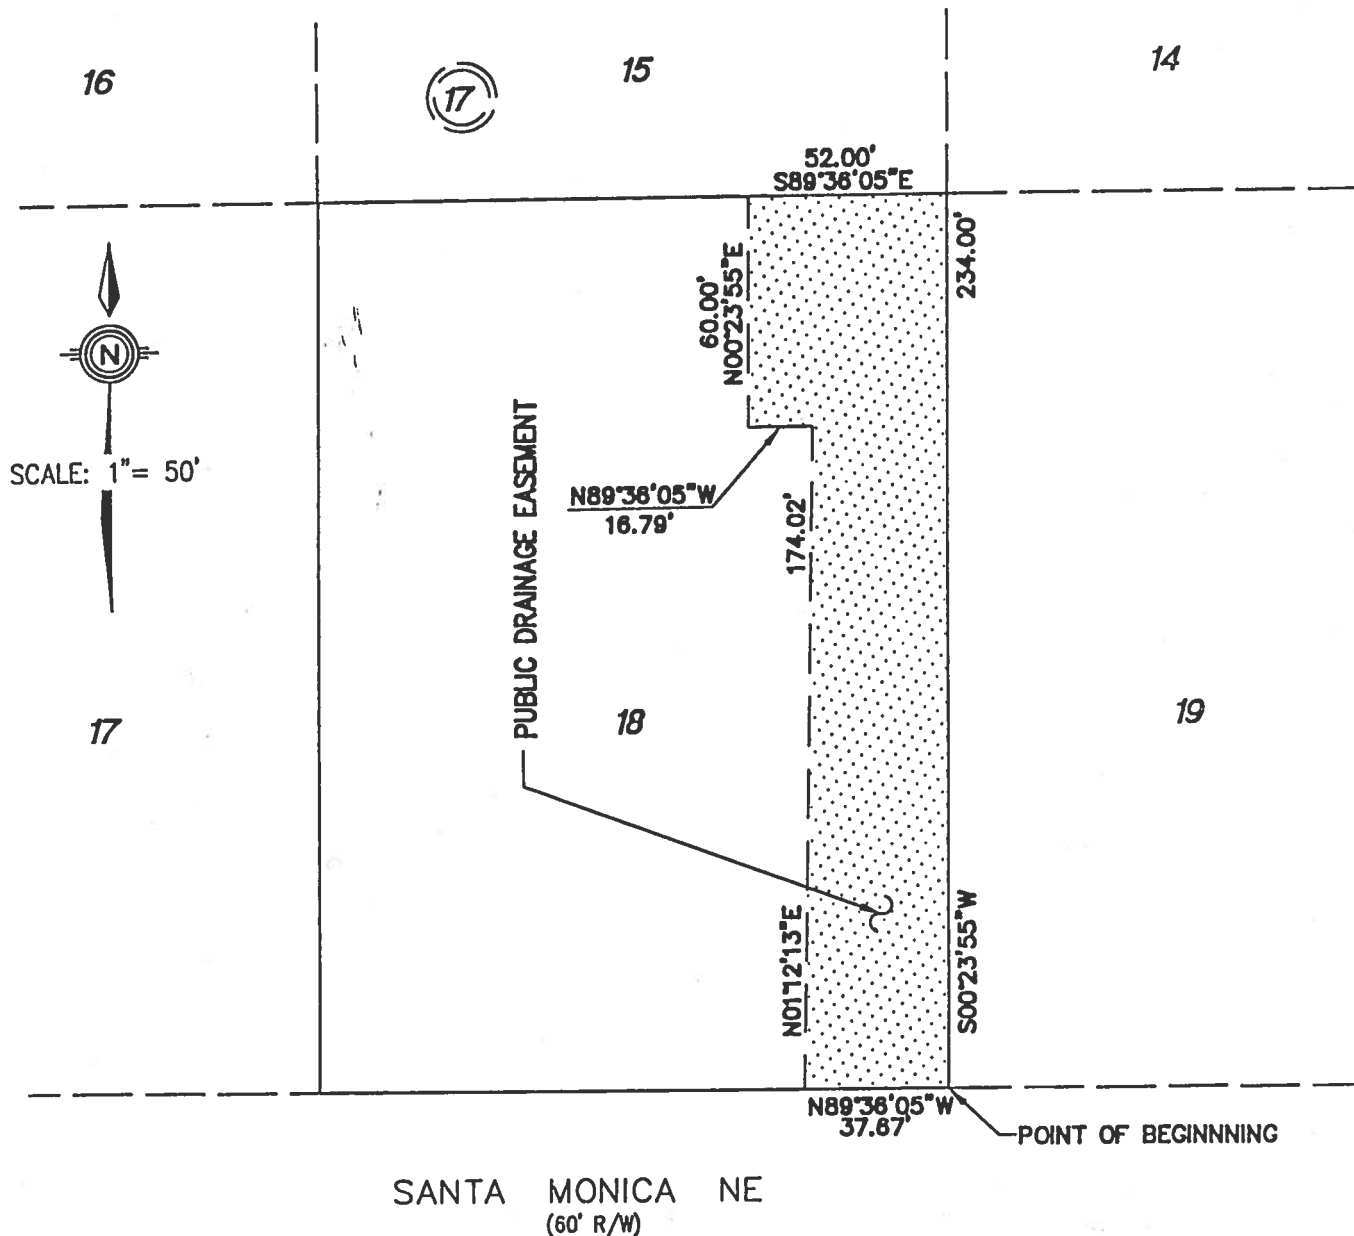 16
17
15
14
52.00'
S89°36'05"E
234.00'
60.00'
N00°23'55"E
N
SCALE: 1"= 50'
PUBLIC DRAINAGE EASEMENT
N89°36'05"W
16.79'
174.02'
17
18
19
N01°12'13"E
S00°23'55"W
N89°36'05"W
37.67'
POINT OF BEGINNNING
SANTA MONICA NE
(60' R/W)